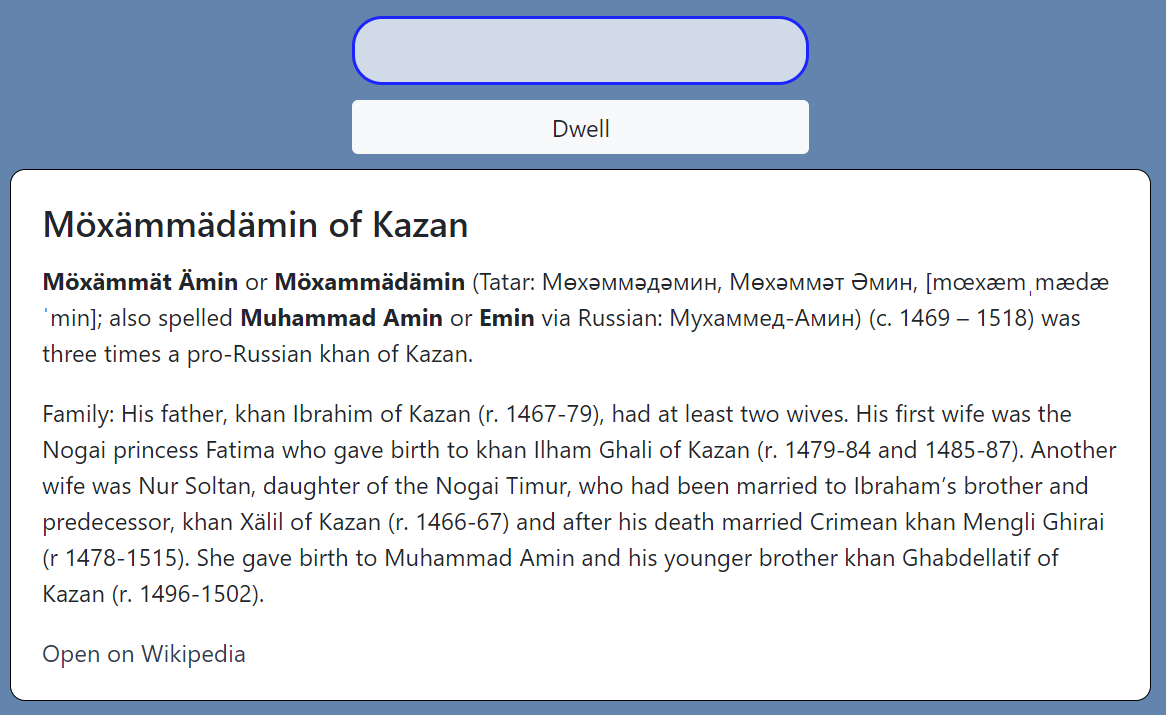 Dwell
Möxämmädämin of Kazan
Möxämmät Ämin or Möxammädämin (Tatar: Мөхәммәдәмин, Мөхәммәт Әмин, [mœxæmˌmædæ
ˈmin]; also spelled Muhammad Amin or Emin via Russian: Мухаммед-Амин) (c. 1469 – 1518) was
three times a pro-Russian khan of Kazan.
Family: His father, khan Ibrahim of Kazan (r. 1467-79), had at least two wives. His first wife was the
Nogai princess Fatima who gave birth to khan Ilham Ghali of Kazan (r. 1479-84 and 1485-87). Another
wife was Nur Soltan, daughter of the Nogai Timur, who had been married to Ibraham’s brother and
predecessor, khan Xälil of Kazan (r. 1466-67) and after his death married Crimean khan Mengli Ghirai
(r 1478-1515). She gave birth to Muhammad Amin and his younger brother khan Ghabdellatif of
Kazan (r. 1496-1502).
Open on Wikipedia